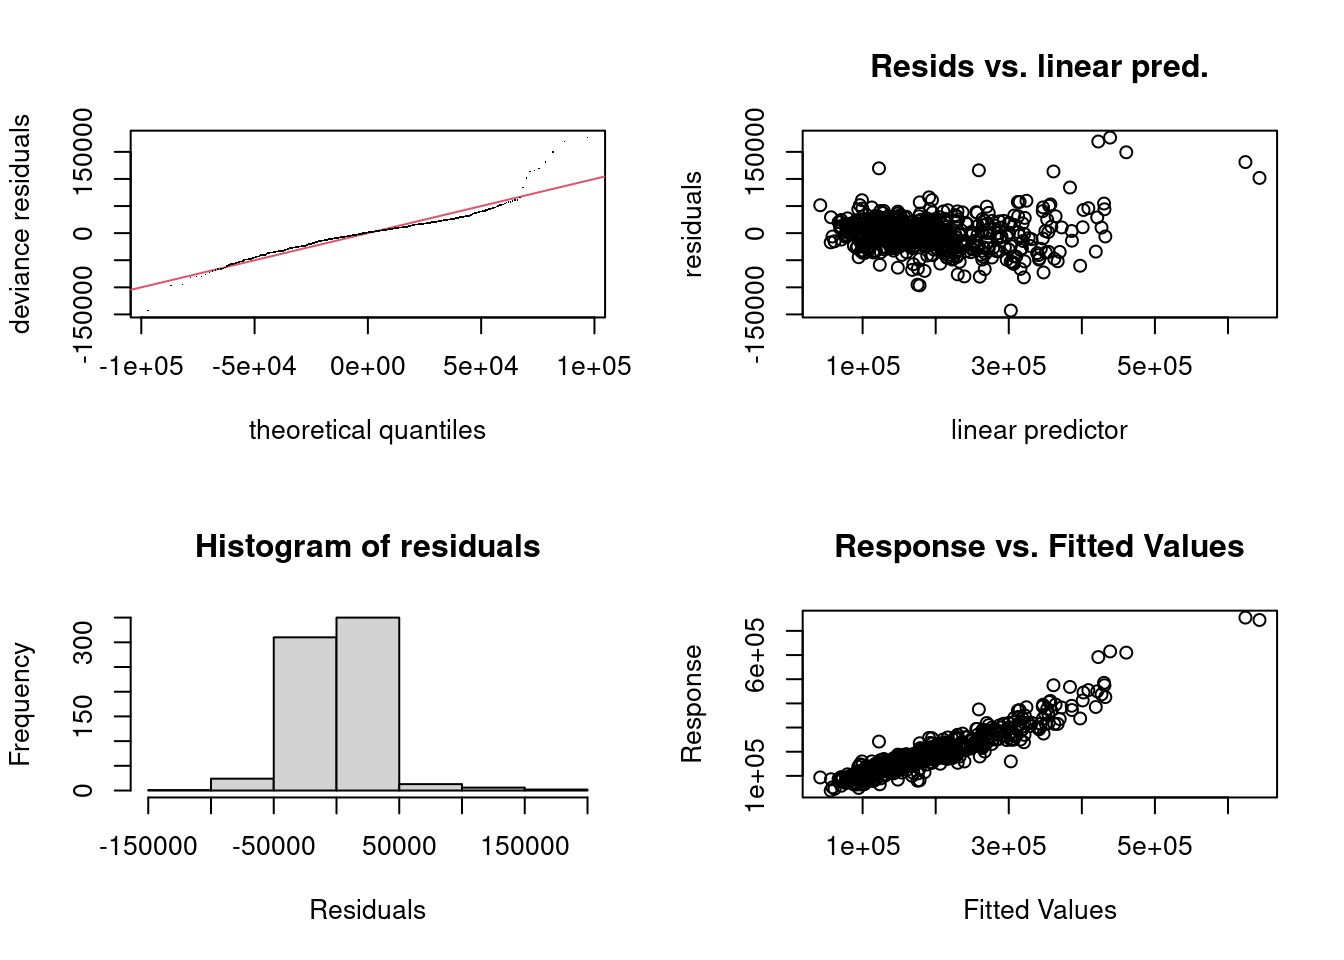 deviance residuals
-150000 0 150000
-1e+05 -5e+04 0e+00 5e+04 1e+05
theoretical quantiles
Resids vs. linear pred.
residuals
-150000 0 150000
1e+05 3e+05 5e+05
linear predictor
Histogram of residuals
Frequency
0 150 300
-150000 -50000 50000 150000
Residuals
Response vs. Fitted Values
Response
1e+05 6e+05
1e+05 3e+05 5e+05
Fitted Values